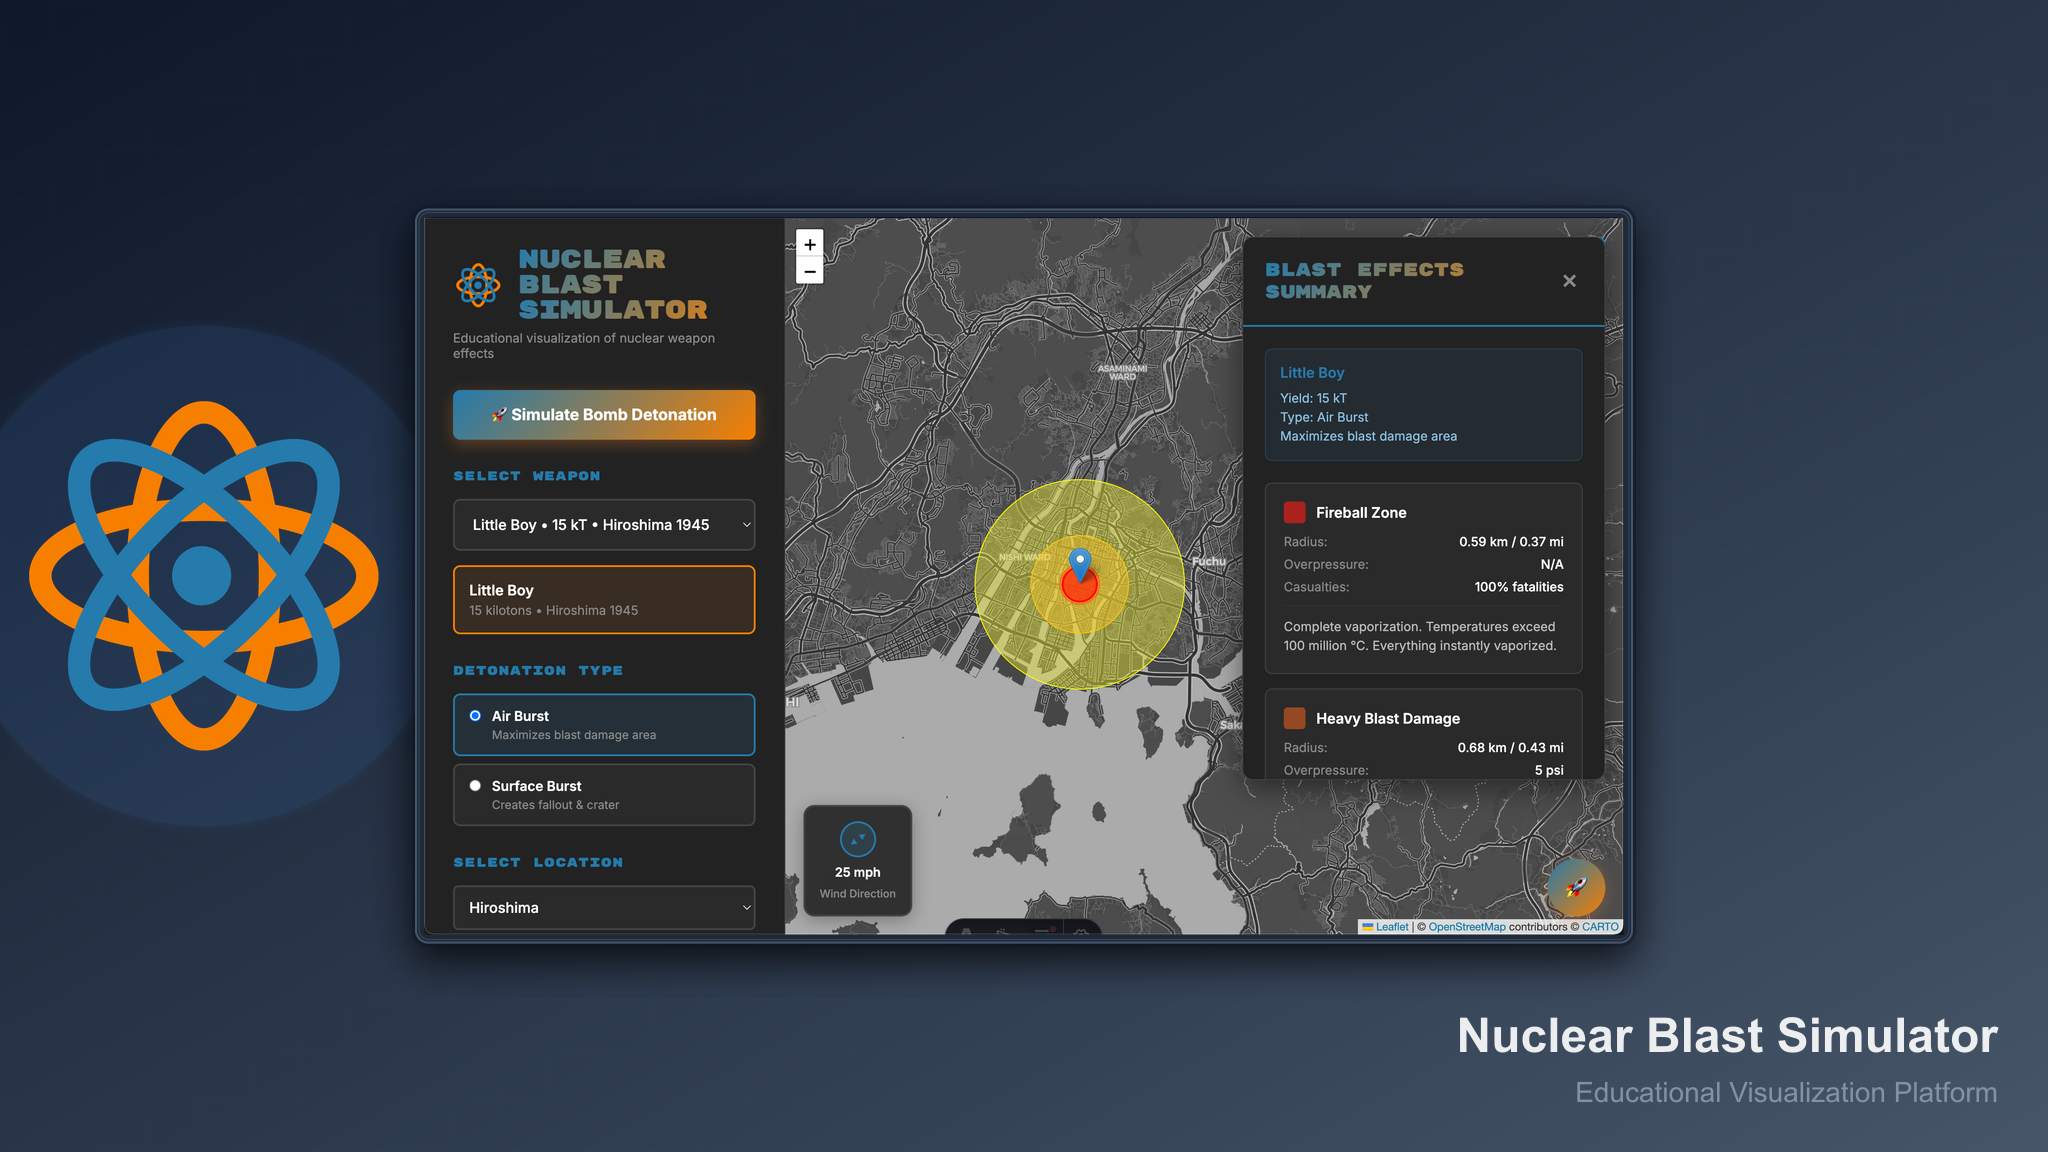 NUCLEAR
BLAST
SIMULATOR
Educational visualization of nuclear weapon
effects
🚀 Simulate Bomb Detonation
SELECT WEAPON
Little Boy • 15 kT • Hiroshima 1945
Little Boy
15 kilotons • Hiroshima 1945
DETONATION TYPE
Air Burst
Maximizes blast damage area
Surface Burst
Creates fallout & crater
SELECT LOCATION
Hiroshima
+
−
ASAMINAMI
WARD
NISHI WARD
Fuchu
HI
Saka
25 mph
Wind Direction
BLAST EFFECTS
SUMMARY
×
Little Boy
Yield: 15 kT
Type: Air Burst
Maximizes blast damage area
Fireball Zone
Radius: 0.59 km / 0.37 mi
Overpressure: N/A
Casualties: 100% fatalities
Complete vaporization. Temperatures exceed
100 million °C. Everything instantly vaporized.
Heavy Blast Damage
Radius: 0.68 km / 0.43 mi
Overpressure: 5 psi
Leaflet | © OpenStreetMap contributors © CARTO
Nuclear Blast Simulator
Educational Visualization Platform